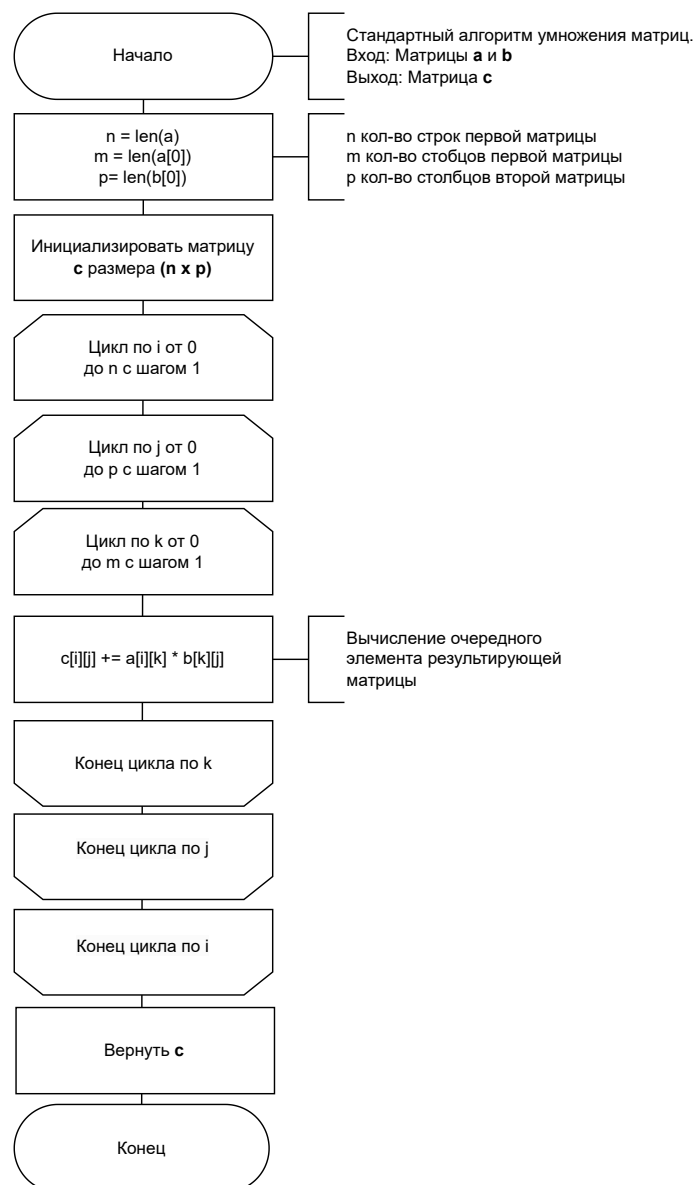 Начало
Стандартный алгоритм умножения матриц.
Вход: Матрицы a и b
Выход: Матрица c
n = len(a)
m = len(a[0])
p= len(b[0])
n кол-во строк первой матрицы
m кол-во стобцов первой матрицы
p кол-во столбцов второй матрицы
Инициализировать матрицу
c размера (n x p)
Цикл по i от 0
до n с шагом 1
Цикл по j от 0
до p с шагом 1
Цикл по k от 0
до m с шагом 1
c[i][j] += a[i][k] * b[k][j]
Вычисление очередного
элемента результирующей
матрицы
Конец цикла по k
Конец цикла по j
Конец цикла по i
Вернуть c
Конец